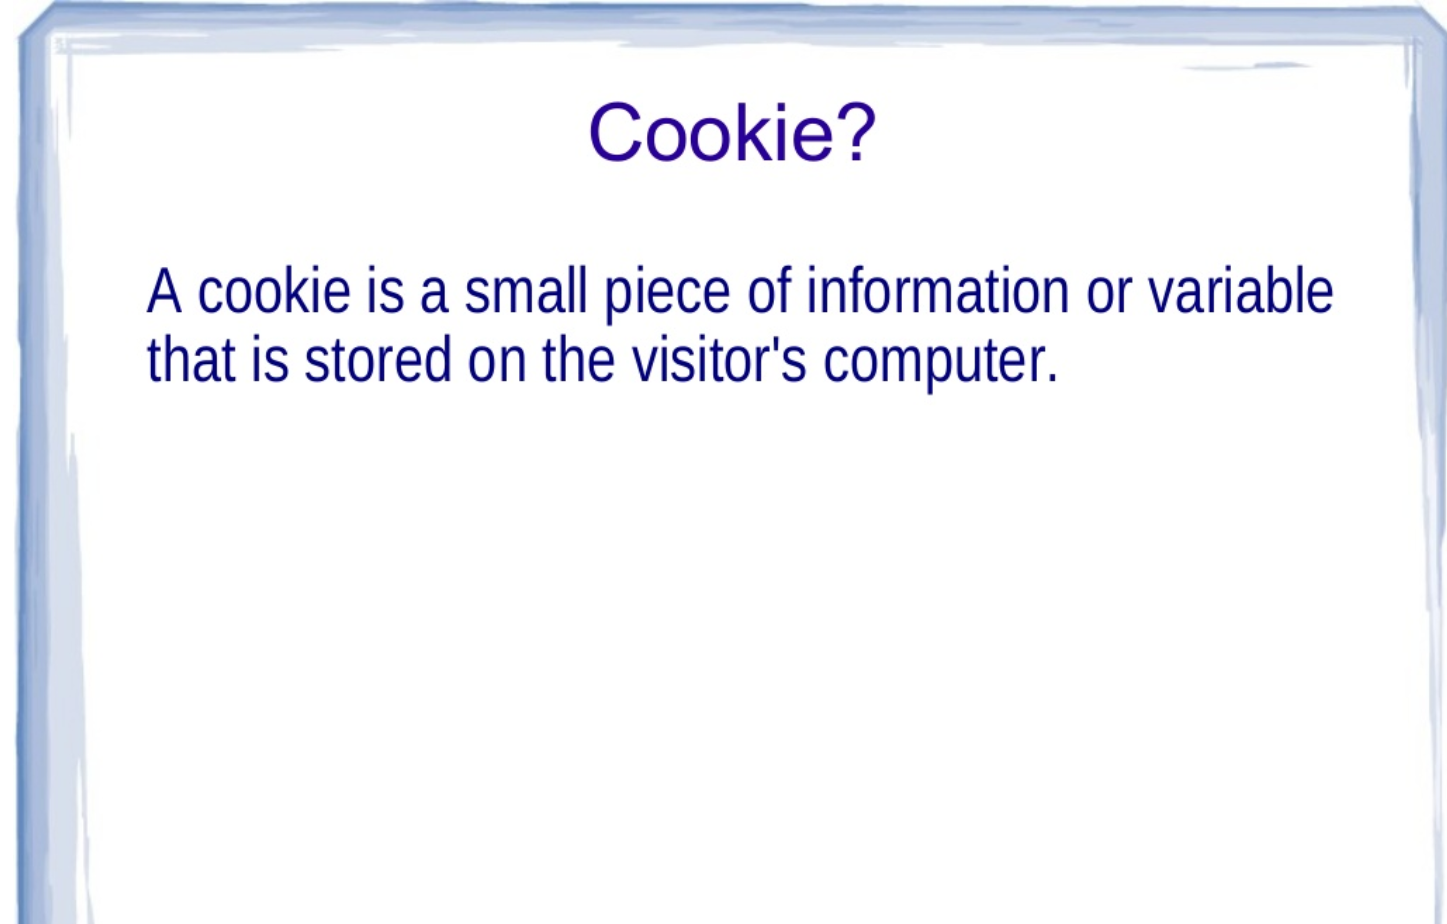 Cookie?
A cookie is a small piece of information or variable
that is stored on the visitor's computer.